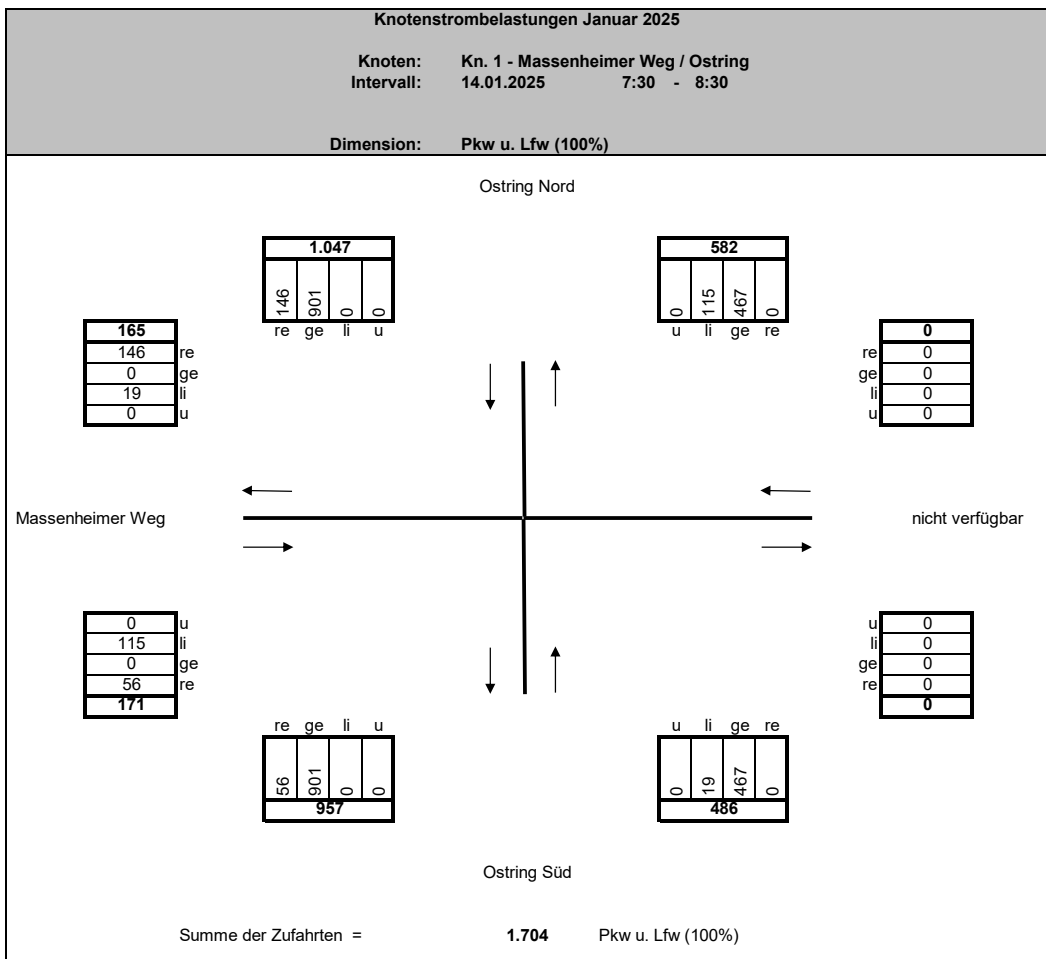 Knotenstrombelastungen Januar 2025
Knoten: Kn. 1 - Massenheimer Weg / Ostring
Intervall: 14.01.2025 7:30 - 8:30
Dimension: Pkw u. Lfw (100%)
Ostring Nord
1.047 582
146 901 0 0 0 115 467 0
re ge li u u li ge re
165 0
146 re re 0
0 ge ge 0
19 li li 0
0 u u 0
Massenheimer Weg nicht verfügbar
0 u u 0
115 li li 0
0 ge ge 0
56 re re 0
171 0
re ge li u u li ge re
56 901 0 0 0 19 467 0
957 486
Ostring Süd
Summe der Zufahrten = 1.704 Pkw u. Lfw (100%)